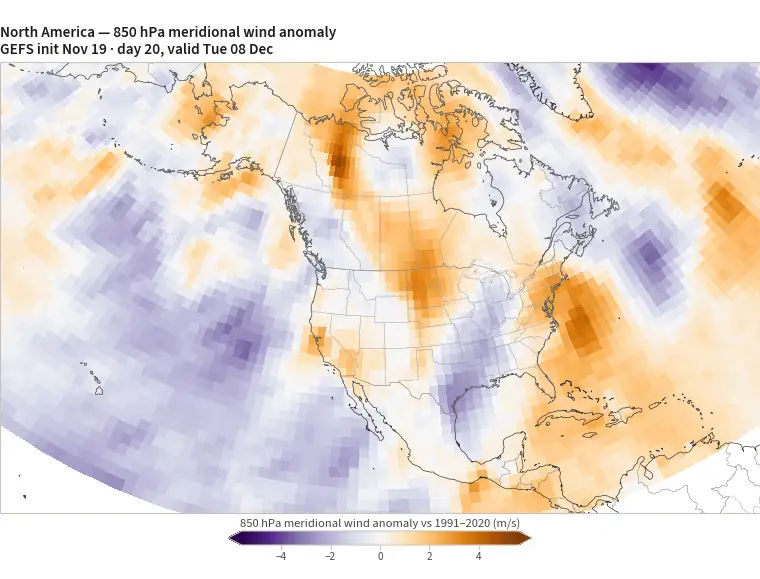 North America — 850 hPa meridional wind anomaly
GEFS init Nov 19 · day 20, valid Tue 08 Dec
850 hPa meridional wind anomaly vs 1991–2020 (m/s)
−4 −2 0 2 4